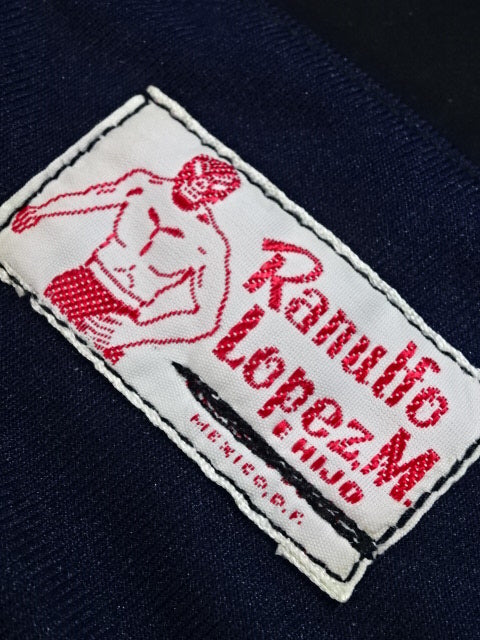 Ranulfo
Lopez, M.
E HIJO
MEXICO, D.F.